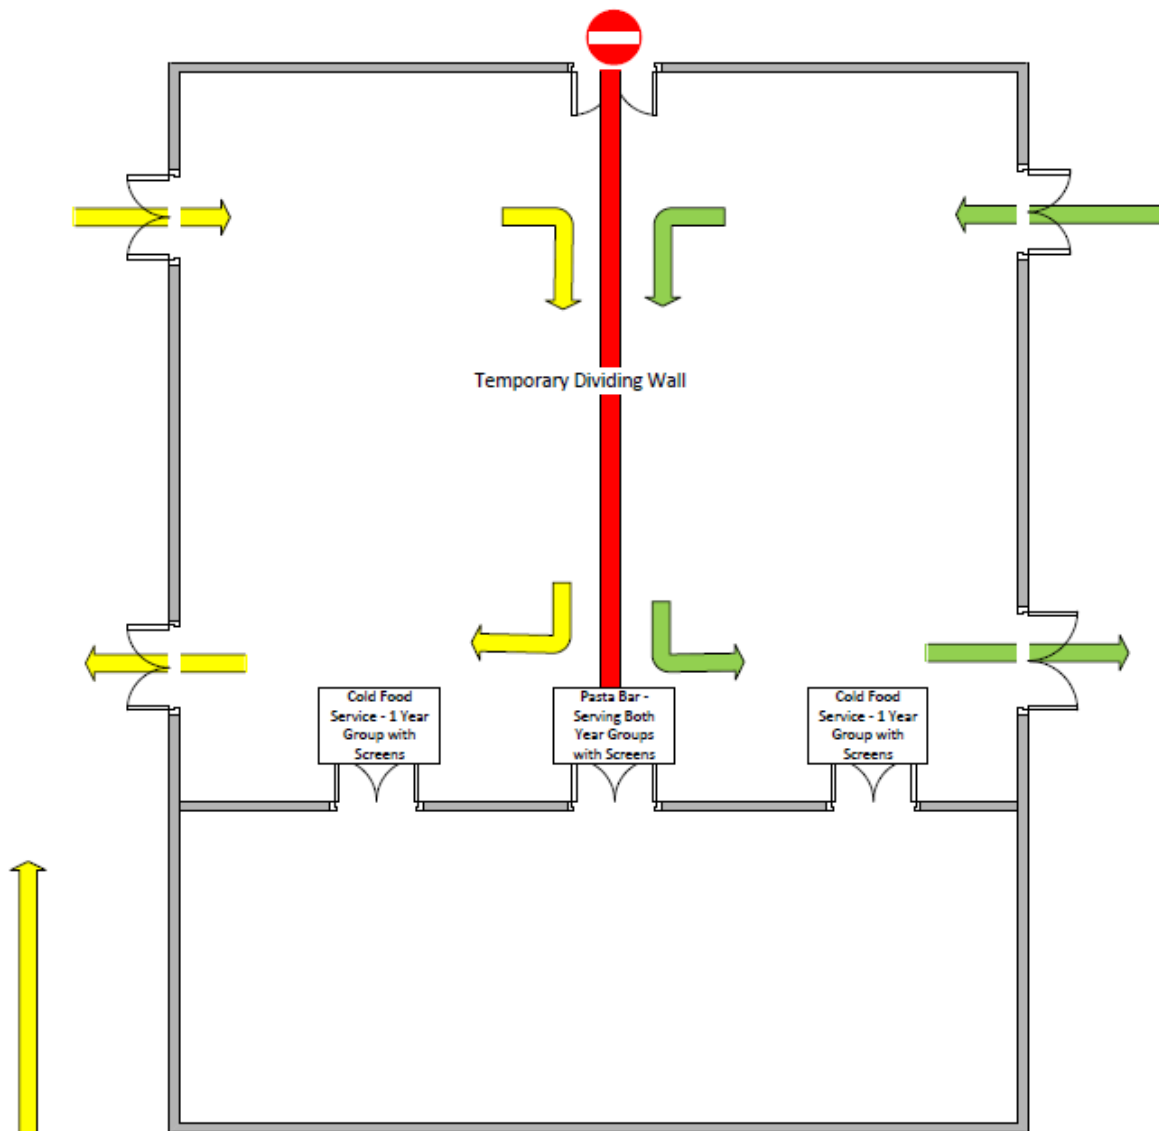 Temporary Dividing Wall
Cold Food
Service - 1 Year
Group with
Screens
Pasta Bar -
Serving Both
Year Groups
with Screens
Cold Food
Service - 1 Year
Group with
Screens